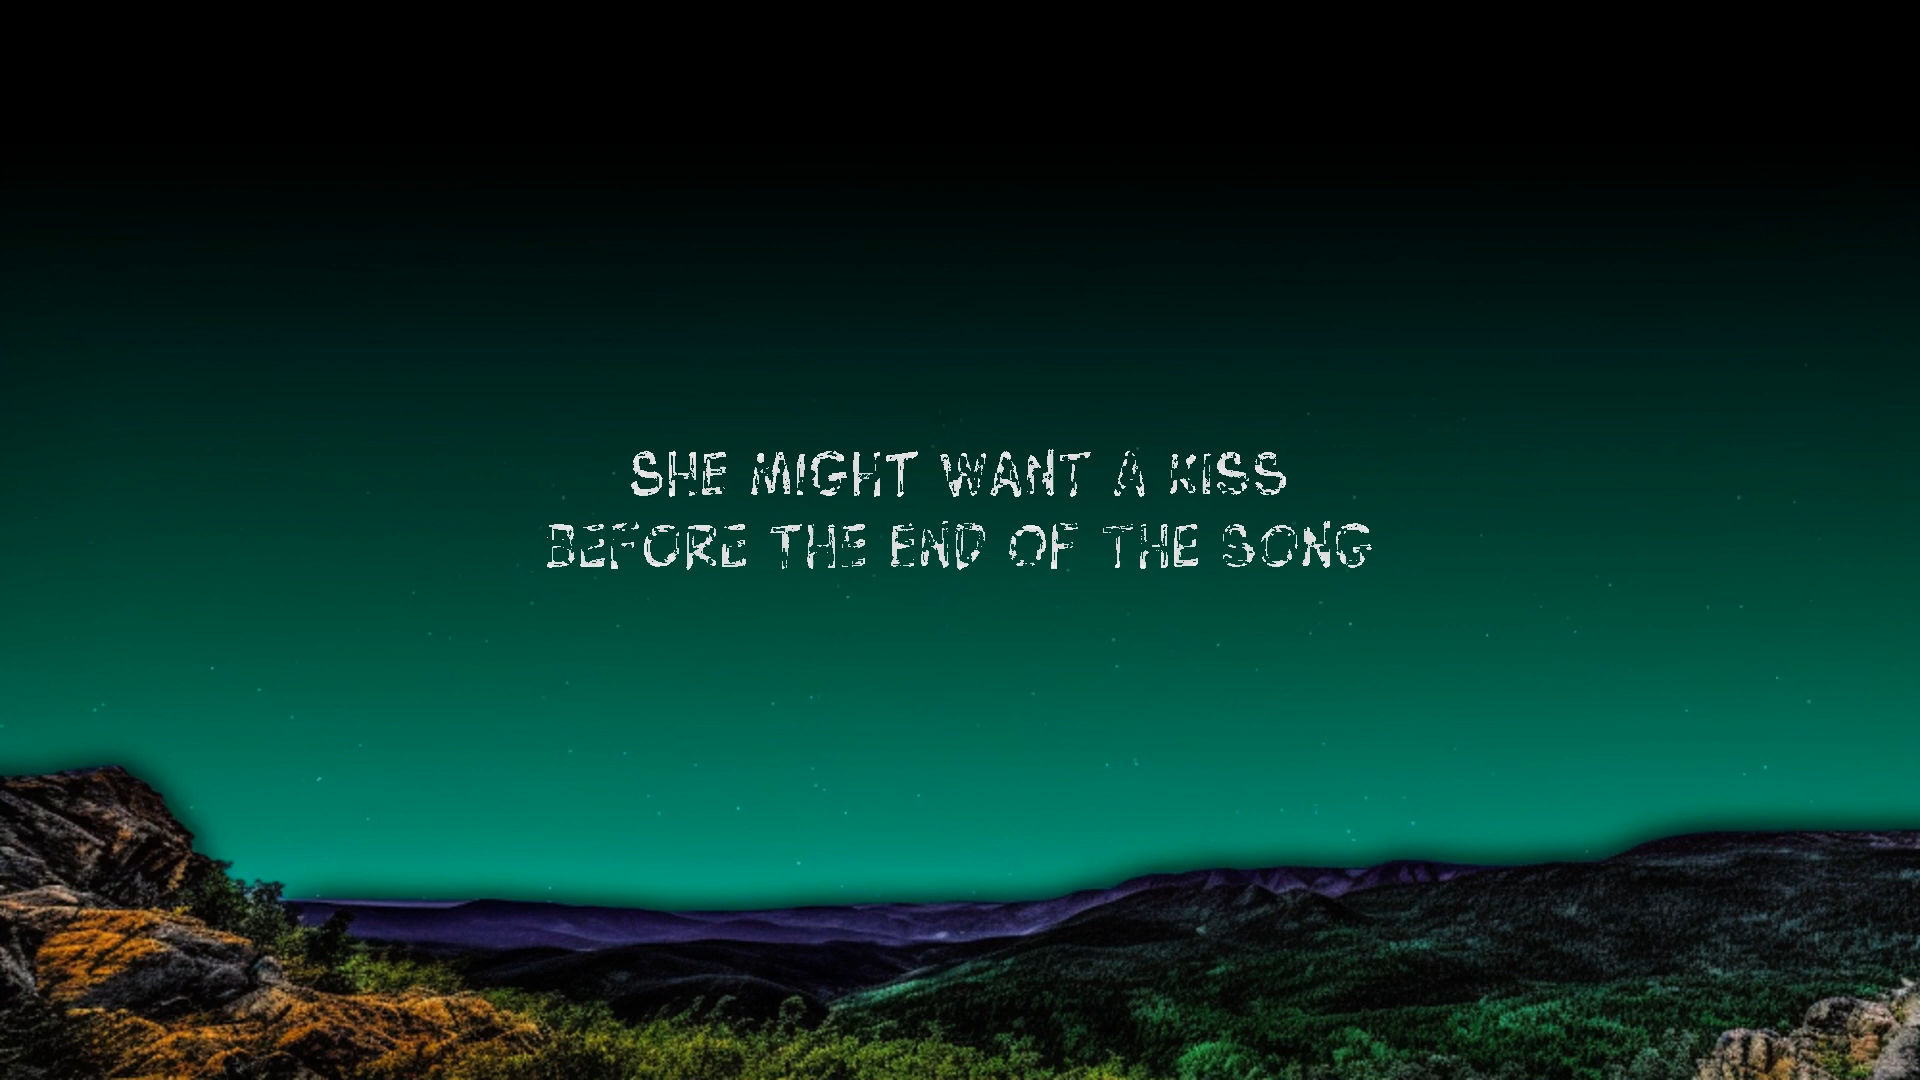 SHE MIGHT WANT A KISS
BEFORE THE END OF THE SONG